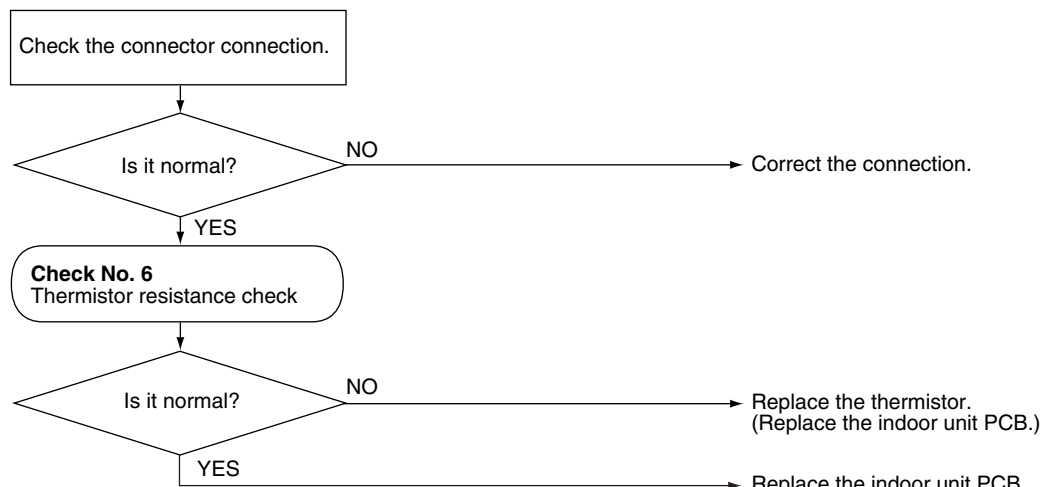 Check the connector connection.
Is it normal?
NO
Correct the connection.
YES
Check No. 6
Thermistor resistance check
Is it normal?
NO
Replace the thermistor.
(Replace the indoor unit PCB.)
YES
Replace the indoor unit PCB.